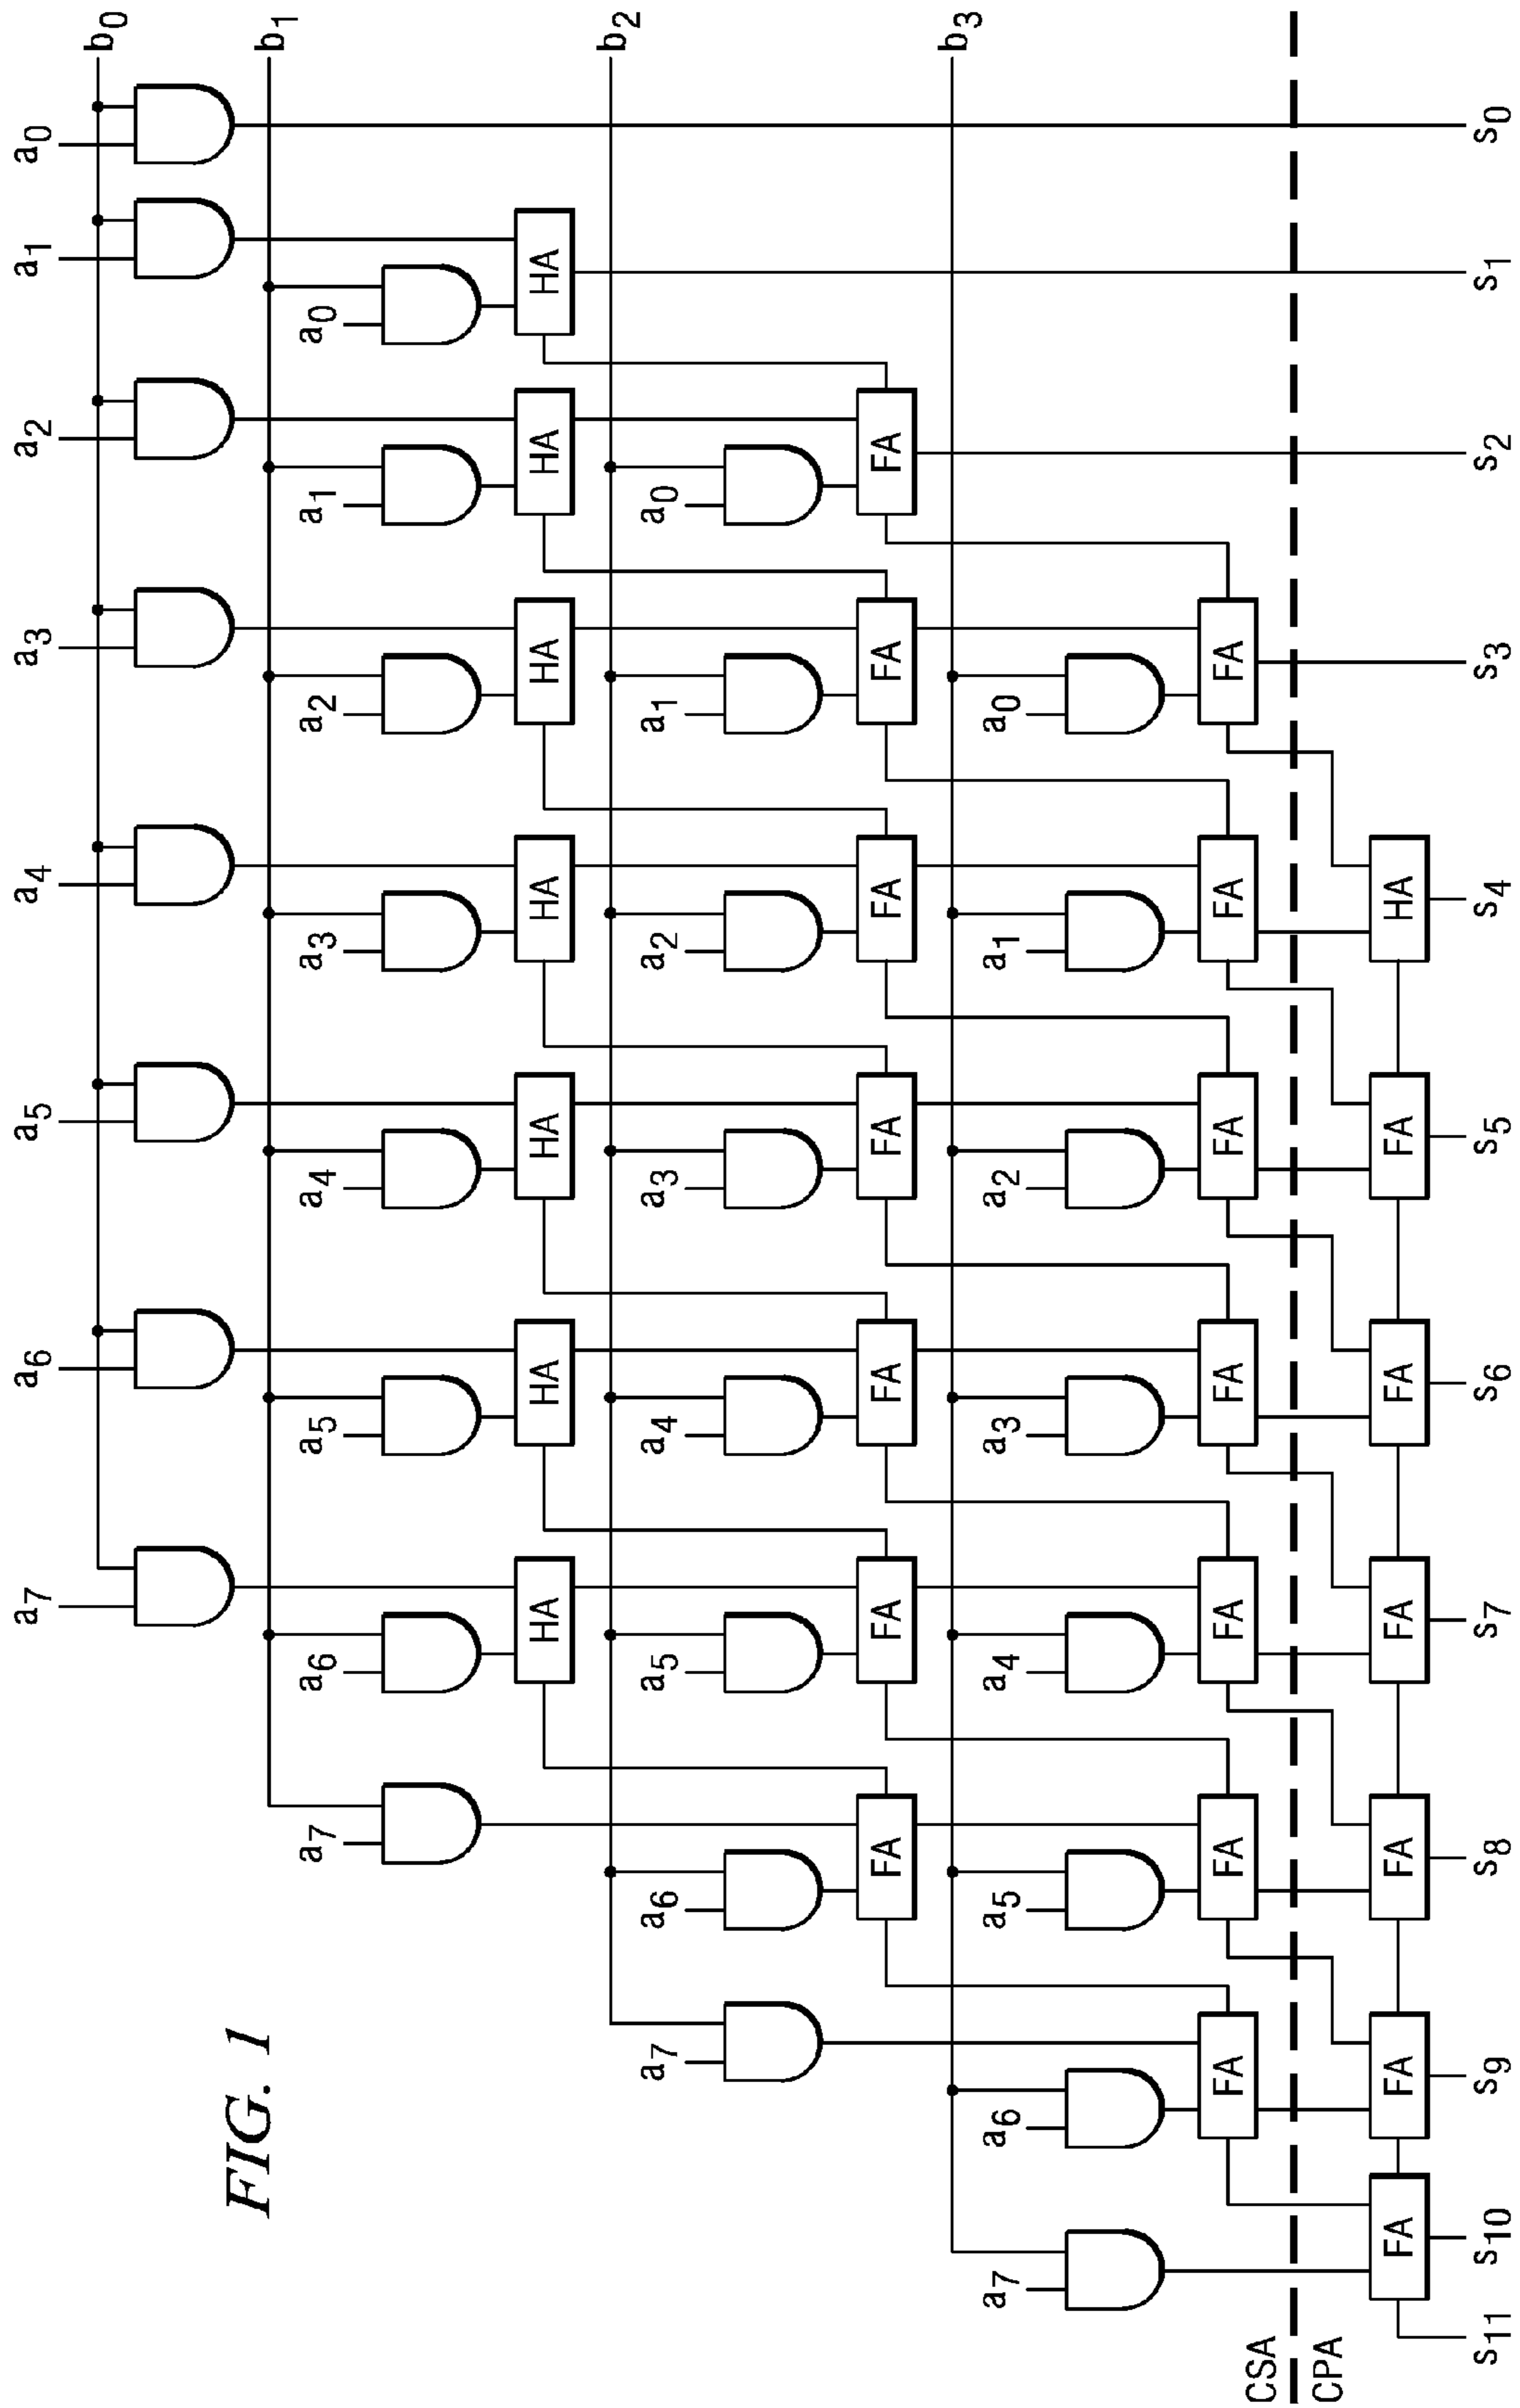 b0
a0
a1
a2
a3
a4
a5
a6
a7
b1
a0 HA
a1 HA
a2 HA
a3 HA
a4 HA
a5 HA
a6 HA
a7
b2
a0 FA
a1 FA
a2 FA
a3 FA
a4 FA
a5 FA
a6 FA
a7
b3
a0 FA
a1 FA
a2 FA
a3 FA
a4 FA
a5 FA
a6 FA
a7
CSA
CPA
HA
FA
FA
FA
FA
FA
FA
s0
s1
s2
s3
s4
s5
s6
s7
s8
s9
s10
s11
FIG. 1